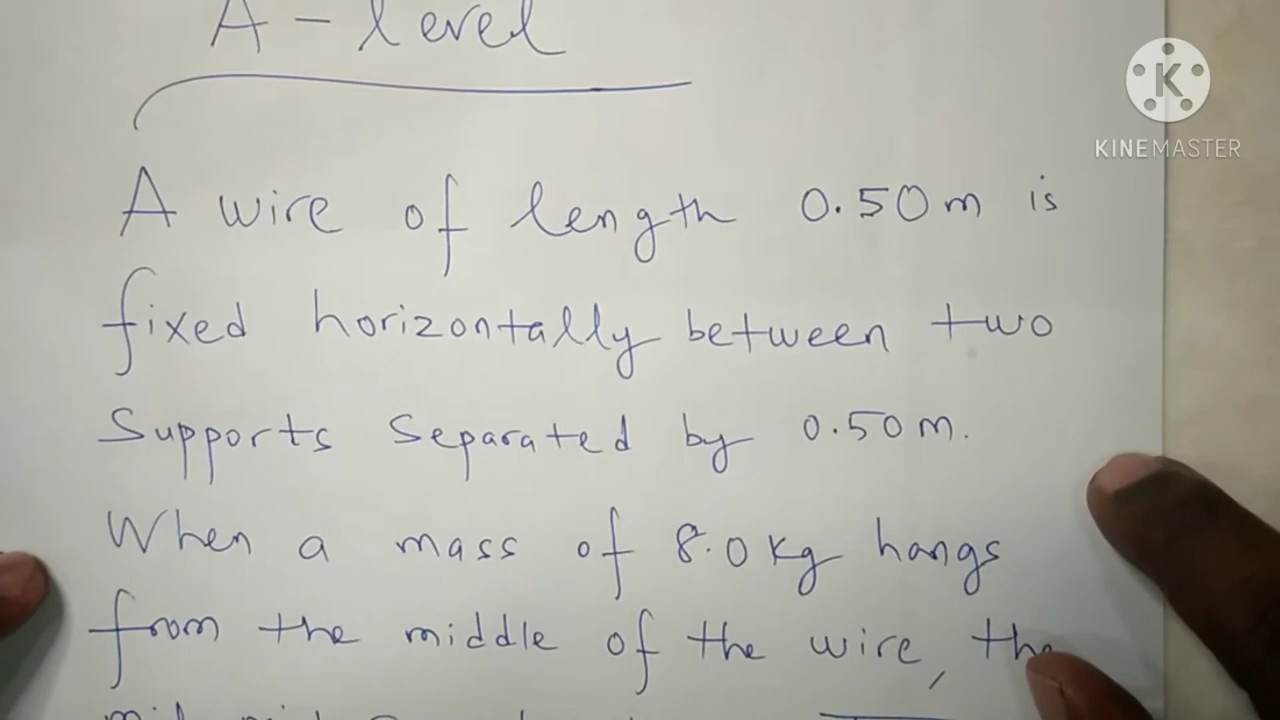 A - level
K
KINEMASTER
A wire of length 0.50m is
fixed horizontally between two
Supports Separated by 0.50m.
When a mass of 8.0kg hangs
from the middle of the wire, the